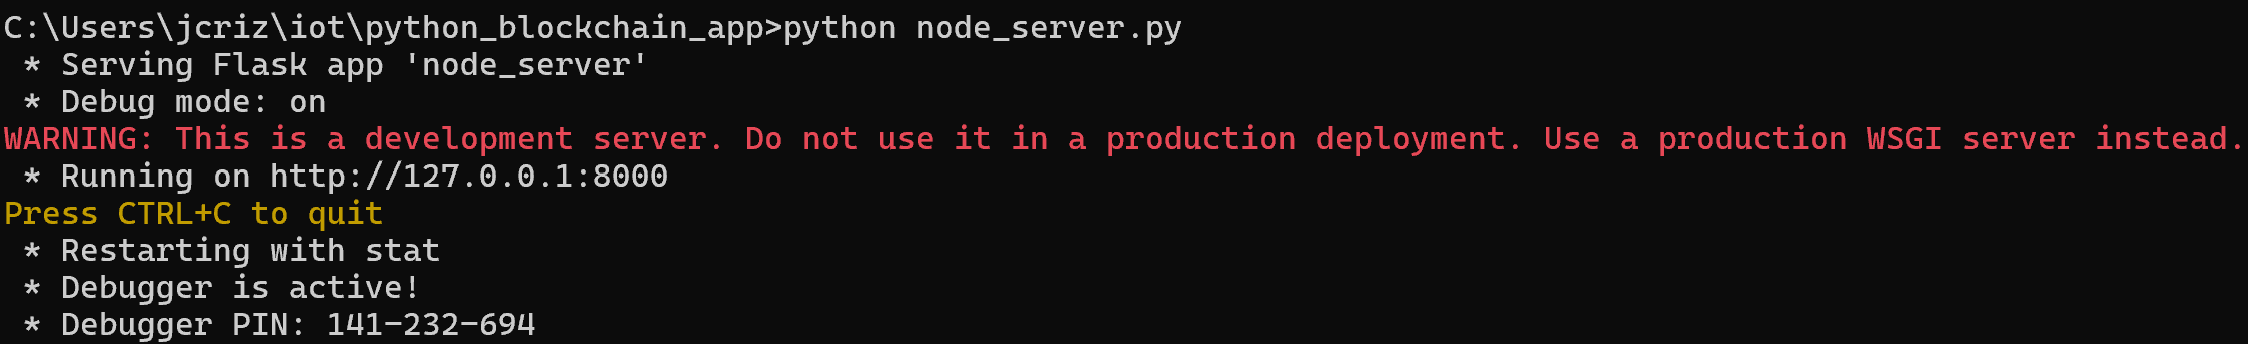 C:\Users\jcriz\iot\python_blockchain_app>python node_server.py
 * Serving Flask app 'node_server'
 * Debug mode: on
WARNING: This is a development server. Do not use it in a production deployment. Use a production WSGI server instead.
 * Running on http://127.0.0.1:8000
Press CTRL+C to quit
 * Restarting with stat
 * Debugger is active!
 * Debugger PIN: 141-232-694